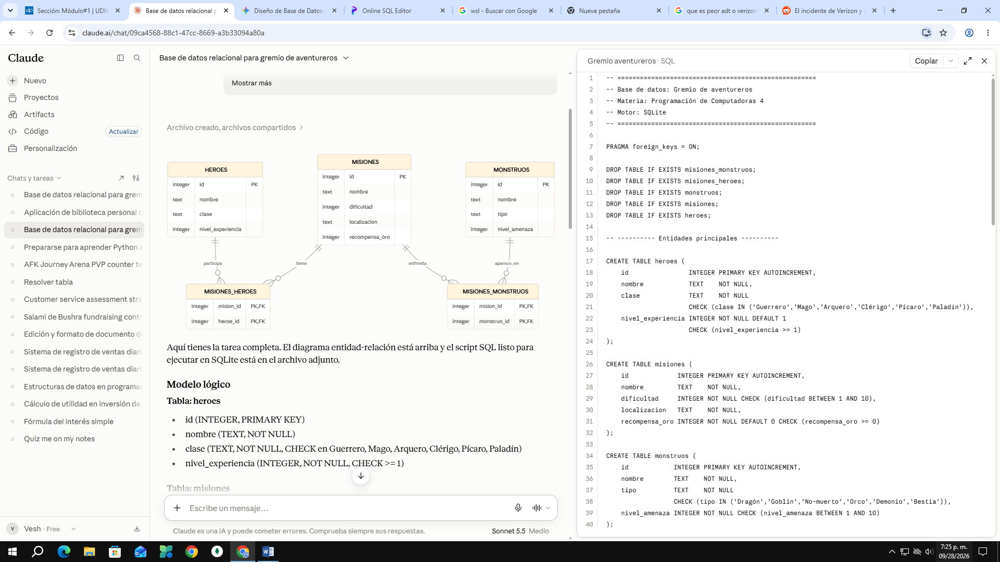 Sección: Módulo#1 | UDH
Base de datos relacional p
Diseño de Base de Datos
Online SQL Editor
wsl - Buscar con Google
Nueva pestaña
que es peor adt o verizon
El incidente de Verizon y
claude.ai/chat/09ca4568-88c1-47cc-8669-a3b33094a80a
Claude
Nuevo
Proyectos
Artifacts
Código
Actualizar
Personalización
Chats y tareas
Base de datos relacional para grem
Aplicación de biblioteca personal c
Base de datos relacional para grem
Prepararse para aprender Python a
AFK Journey Arena PVP counter te
Resolver tabla
Customer service assessment stra
Salami de Bushra fundraising cont
Edición y formato de documento d
Sistema de registro de ventas diari
Sistema de registro de ventas diari
Estructuras de datos en programac
Cálculo de utilidad en inversión de
Fórmula del interés simple
Quiz me on my notes
V
Vesh · Free
Base de datos relacional para gremio de aventureros
Mostrar más
Archivo creado, archivos compartidos
HEROES
integer id PK
text nombre
text clase
integer nivel_experiencia
MISIONES
integer id PK
text nombre
integer dificultad
text localizacion
integer recompensa_oro
MONSTRUOS
integer id PK
text nombre
text tipo
integer nivel_amenaza
participa
tiene
enfrenta
aparece_en
MISIONES_HEROES
integer mision_id PK,FK
integer heroe_id PK,FK
MISIONES_MONSTRUOS
integer mision_id PK,FK
integer monstruo_id PK,FK
Aquí tienes la tarea completa. El diagrama entidad-relación está arriba y el script SQL listo para
ejecutar en SQLite está en el archivo adjunto.
Modelo lógico
Tabla: heroes
• id (INTEGER, PRIMARY KEY)
• nombre (TEXT, NOT NULL)
• clase (TEXT, NOT NULL, CHECK en Guerrero, Mago, Arquero, Clérigo, Pícaro, Paladín)
• nivel_experiencia (INTEGER, NOT NULL, CHECK >= 1)
Tabla: misiones
Escribe un mensaje...
Claude es una IA y puede cometer errores. Comprueba siempre sus respuestas.
Sonnet 5.5 Medio
Gremio aventureros · SQL
Copiar
1 -- =====================================================
2 -- Base de datos: Gremio de aventureros
3 -- Materia: Programación de Computadoras 4
4 -- Motor: SQLite
5 -- =====================================================
6
7 PRAGMA foreign_keys = ON;
8
9 DROP TABLE IF EXISTS misiones_monstruos;
10 DROP TABLE IF EXISTS misiones_heroes;
11 DROP TABLE IF EXISTS monstruos;
12 DROP TABLE IF EXISTS misiones;
13 DROP TABLE IF EXISTS heroes;
14
15 -- ---------- Entidades principales ----------
16
17 CREATE TABLE heroes (
18     id                INTEGER PRIMARY KEY AUTOINCREMENT,
19     nombre            TEXT    NOT NULL,
20     clase             TEXT    NOT NULL
21                       CHECK (clase IN ('Guerrero','Mago','Arquero','Clérigo','Pícaro','Paladín')),
22     nivel_experiencia INTEGER NOT NULL DEFAULT 1
23                       CHECK (nivel_experiencia >= 1)
24 );
25
26 CREATE TABLE misiones (
27     id             INTEGER PRIMARY KEY AUTOINCREMENT,
28     nombre         TEXT    NOT NULL,
29     dificultad     INTEGER NOT NULL CHECK (dificultad BETWEEN 1 AND 10),
30     localizacion   TEXT    NOT NULL,
31     recompensa_oro INTEGER NOT NULL DEFAULT 0 CHECK (recompensa_oro >= 0)
32 );
33
34 CREATE TABLE monstruos (
35     id            INTEGER PRIMARY KEY AUTOINCREMENT,
36     nombre        TEXT    NOT NULL,
37     tipo          TEXT    NOT NULL
38                   CHECK (tipo IN ('Dragón','Goblin','No-muerto','Orco','Demonio','Bestia')),
39     nivel_amenaza INTEGER NOT NULL CHECK (nivel_amenaza BETWEEN 1 AND 10)
40 );
7:25 p. m.
09/28/2026